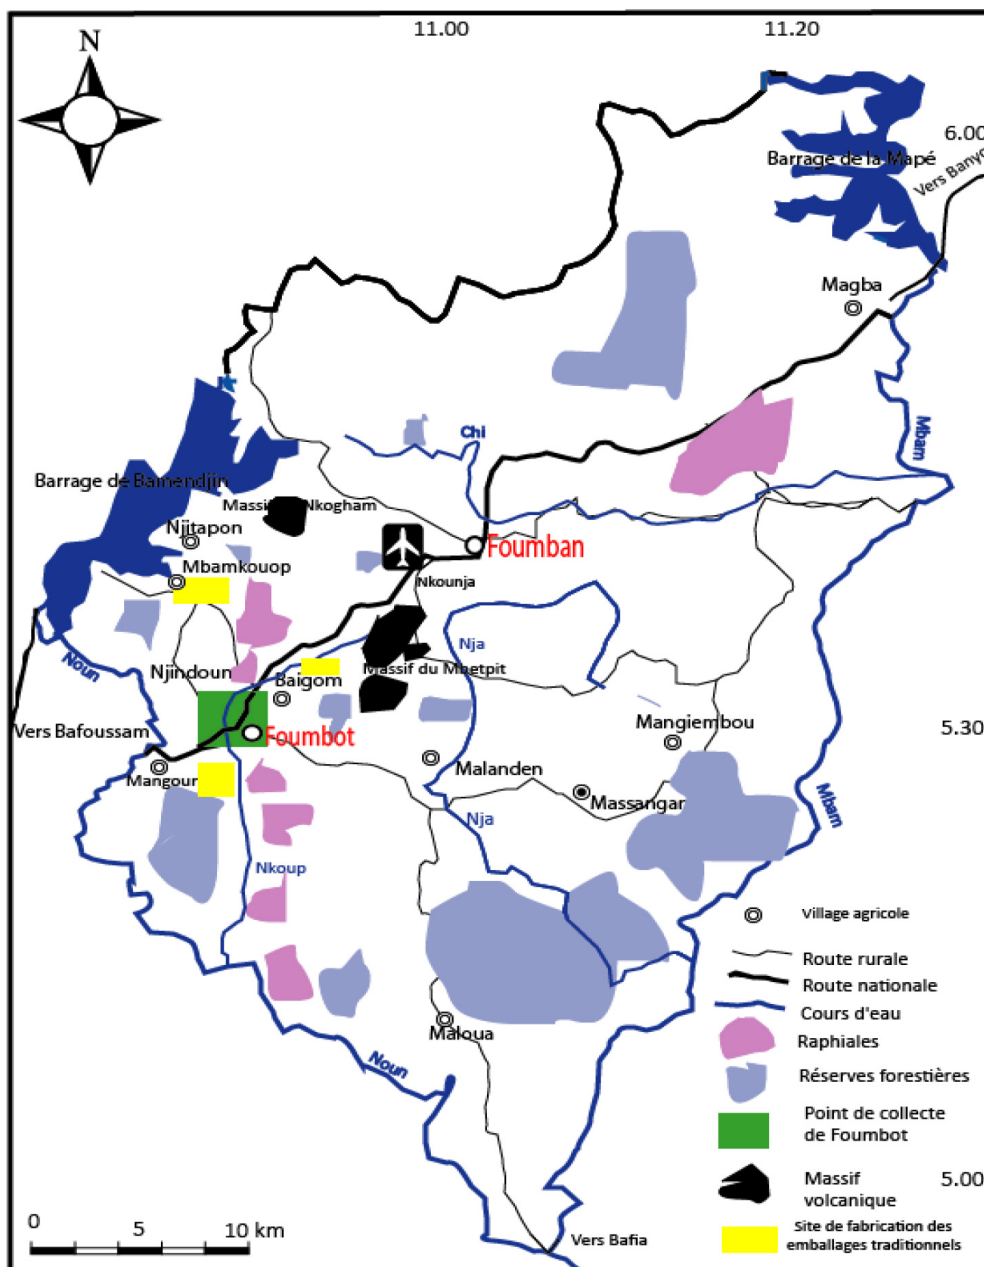 11.00
11.20
N
6.00
Barrage de la Mapé
Vers Banyo
Magba
Chi
Mbam
Barrage de Bamendjin
Massif
Nkogham
Njitapon
Foumban
Mbamkouop
Nkounja
Nja
Noun
Njindoun
Massif du Mbetpit
Baigom
Vers Bafoussam
Foumbot
Mangiembou
5.30
Mangour
Malanden
Massangar
Mbam
Nja
Nkoup
Village agricole
Route rurale
Route nationale
Cours d'eau
Maloua
Raphiales
Noun
Réserves forestières
Point de collecte
de Foumbot
Massif
volcanique
5.00
0
5
10 km
Vers Bafia
Site de fabrication des
emballages traditionnels